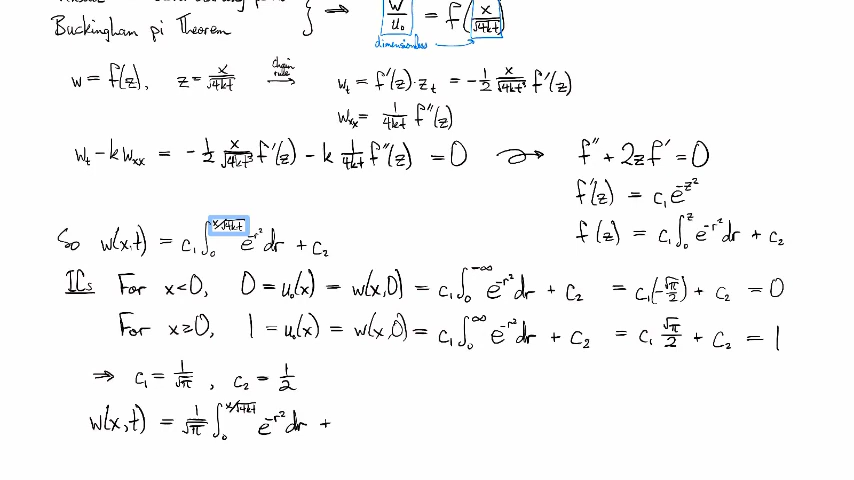 Buckingham pi Theorem } ⟹ w/u₀ = f(x/√4kt)
dimensionless
w = f(z), z = x/√4kt chain rule → w_t = f'(z)·z_t = -1/2 x/√4kt³ f'(z)
w_xx = 1/4kt f''(z)
w_t - k w_xx = -1/2 x/√4kt³ f'(z) - k 1/4kt f''(z) = 0 → f'' + 2z f' = 0
f'(z) = c₁e^{-z²}
f(z) = c₁∫₀^z e^{-r²}dr + c₂
So w(x,t) = c₁∫₀^{x/√4kt} e^{-r²}dr + c₂
ICs For x<0, 0 = u₀(x) = w(x,0) = c₁∫₀^{-∞} e^{-r²}dr + c₂ = c₁(-√π/2) + c₂ = 0
For x≥0, 1 = u₀(x) = w(x,0) = c₁∫₀^{∞} e^{-r²}dr + c₂ = c₁ √π/2 + c₂ = 1
⟹ c₁ = 1/√π, c₂ = 1/2
w(x,t) = 1/√π ∫₀^{x/√4kt} e^{-r²}dr +